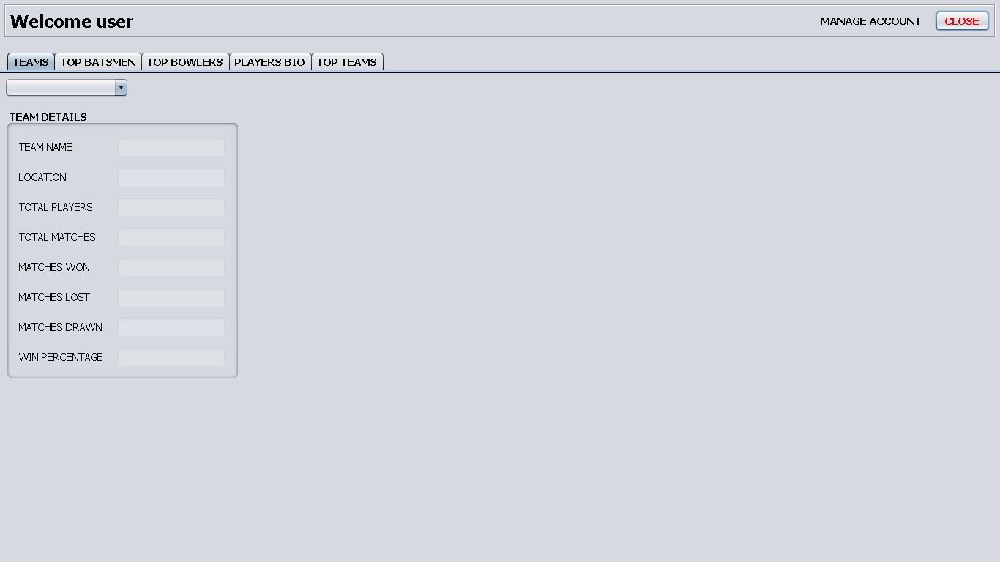 Welcome user
MANAGE ACCOUNT
CLOSE
TEAMS
TOP BATSMEN
TOP BOWLERS
PLAYERS BIO
TOP TEAMS
TEAM DETAILS
TEAM NAME
LOCATION
TOTAL PLAYERS
TOTAL MATCHES
MATCHES WON
MATCHES LOST
MATCHES DRAWN
WIN PERCENTAGE